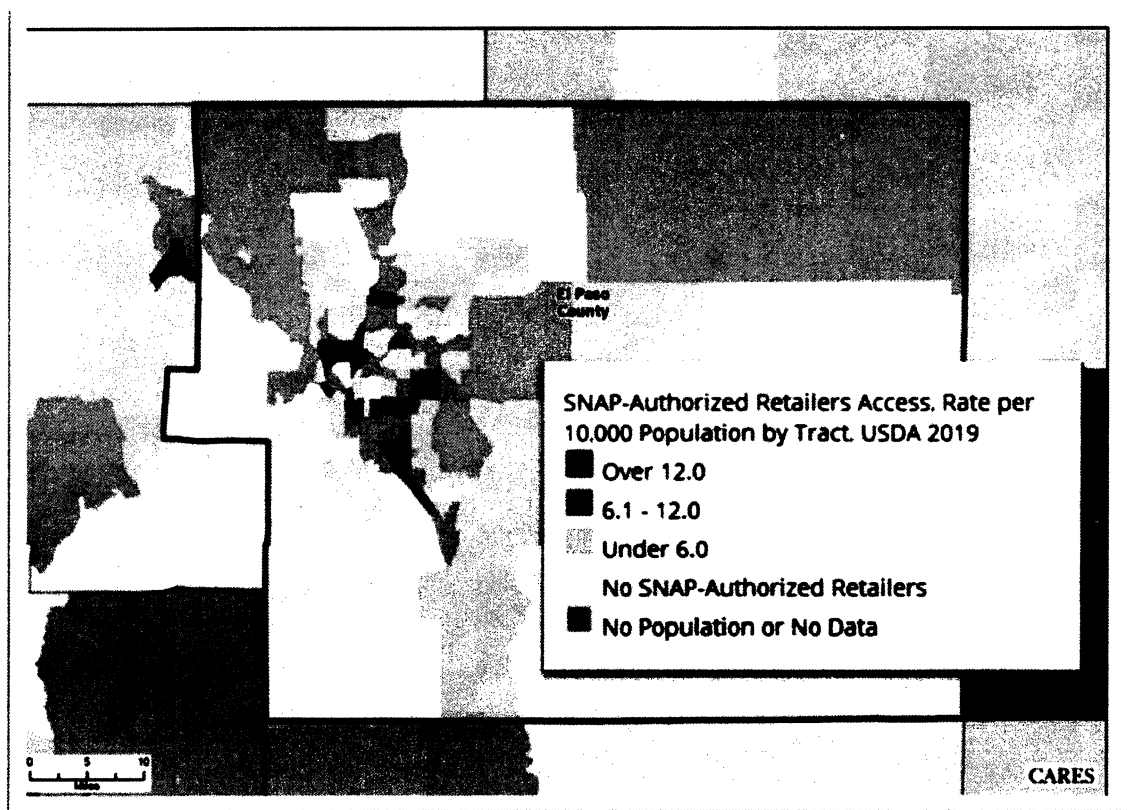 El Paso
County
SNAP-Authorized Retailers Access, Rate per
10,000 Population by Tract, USDA 2019
Over 12.0
6.1 - 12.0
Under 6.0
No SNAP-Authorized Retailers
No Population or No Data
0 5 10
Miles
CARES